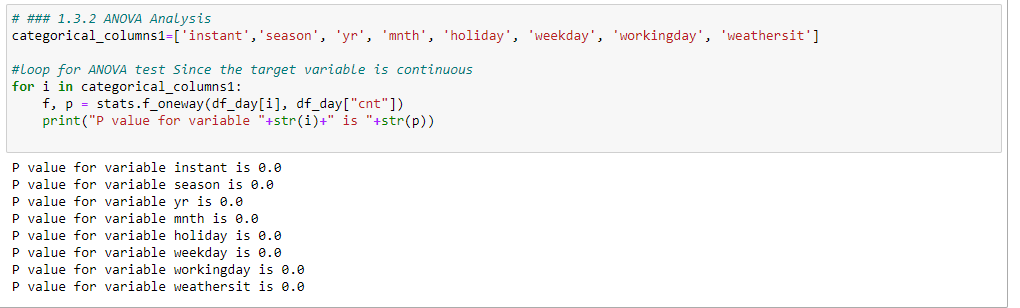 # ### 1.3.2 ANOVA Analysis
categorical_columns1=['instant','season', 'yr', 'mnth', 'holiday', 'weekday', 'workingday', 'weathersit']
#loop for ANOVA test Since the target variable is continuous
for i in categorical_columns1:
    f, p = stats.f_oneway(df_day[i], df_day["cnt"])
    print("P value for variable "+str(i)+" is "+str(p))
P value for variable instant is 0.0
P value for variable season is 0.0
P value for variable yr is 0.0
P value for variable mnth is 0.0
P value for variable holiday is 0.0
P value for variable weekday is 0.0
P value for variable workingday is 0.0
P value for variable weathersit is 0.0